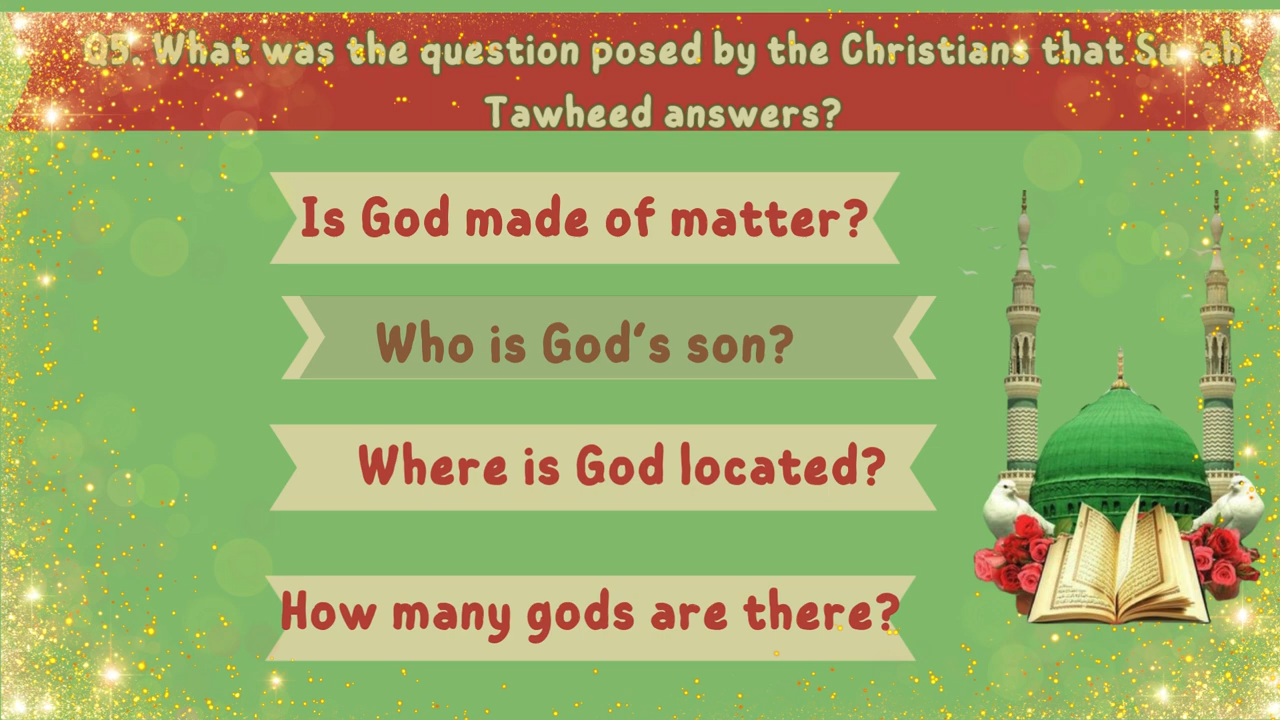 Q5. What was the question posed by the Christians that Surah
Tawheed answers?
Is God made of matter?
Who is God's son?
Where is God located?
How many gods are there?